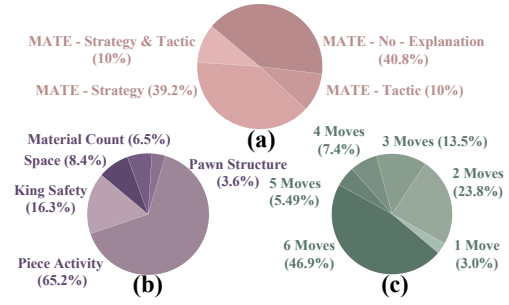 MATE - Strategy & Tactic
(10%)
MATE - No - Explanation
(40.8%)
MATE - Strategy (39.2%)
MATE - Tactic (10%)
(a)
Material Count (6.5%)
Space (8.4%)
Pawn Structure
(3.6%)
King Safety
(16.3%)
Piece Activity
(65.2%)
(b)
4 Moves
(7.4%)
3 Moves (13.5%)
2 Moves
(23.8%)
5 Moves
(5.49%)
6 Moves
(46.9%)
1 Move
(3.0%)
(c)